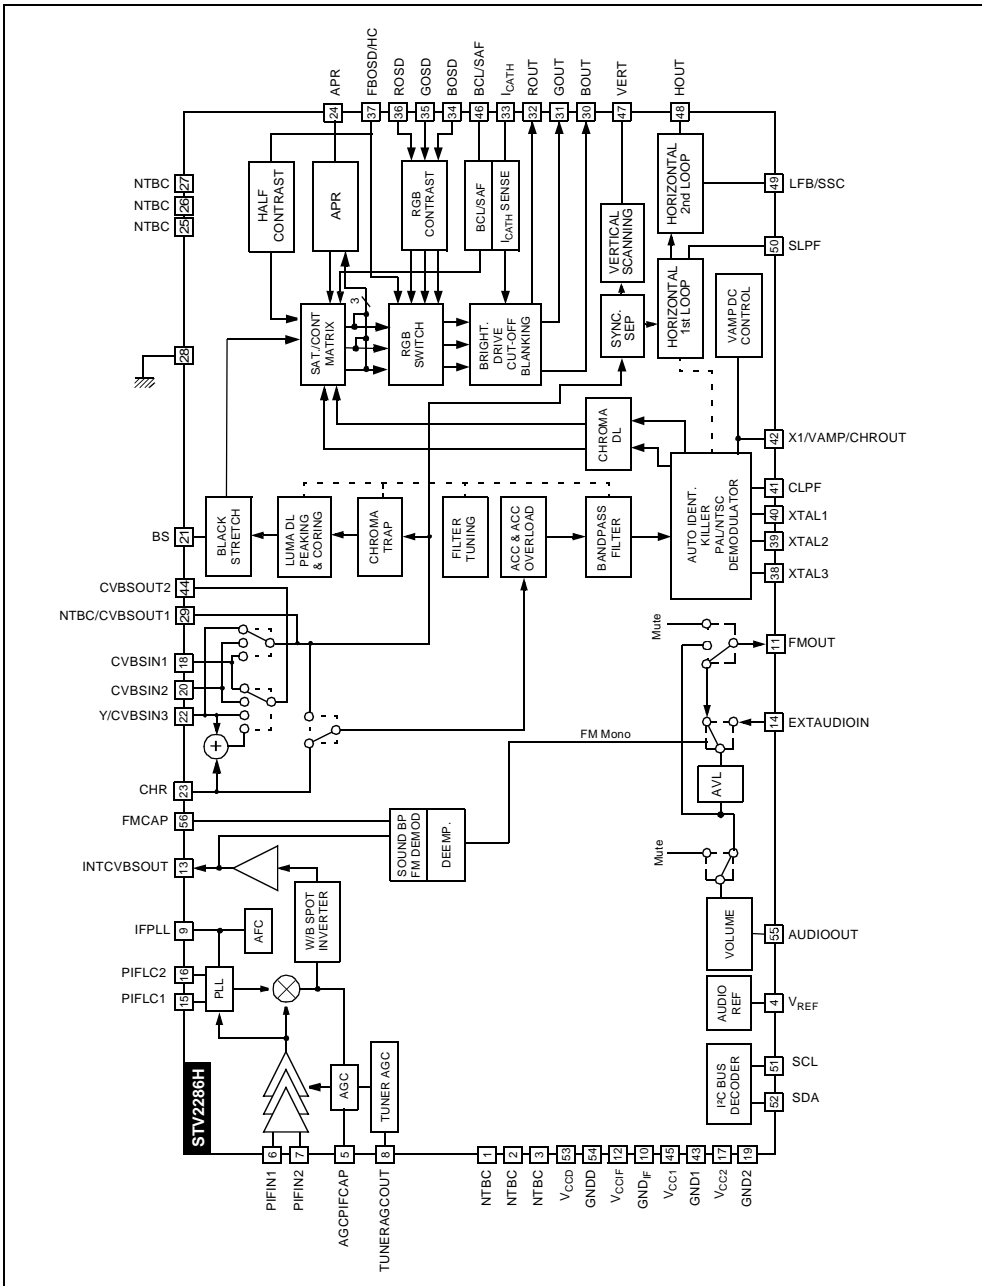 APR
FBOSD/HC
ROSD
GOSD
BOSD
BCL/SAF
ICATH
ROUT
GOUT
BOUT
VERT
HOUT
24
37
36
35
34
46
33
32
31
30
47
48
NTBC
27
NTBC
26
NTBC
25
28
BS
21
CVBSOUT2
44
NTBC/CVBSOUT1
29
CVBSIN1
18
CVBSIN2
20
Y/CVBSIN3
22
CHR
23
FMCAP
56
INTCVBSOUT
13
IFPLL
9
PIFLC2
16
PIFLC1
15
HALF
CONTRAST
APR
RGB
CONTRAST
BCL/SAF
ICATH SENSE
VERTICAL
SCANNING
HORIZONTAL
2nd LOOP
49
LFB/SSC
50
SLPF
SAT./CONT
MATRIX
3
RGB
SWITCH
BRIGHT.
DRIVE
CUT-OFF
BLANKING
SYNC.
SEP
HORIZONTAL
1st LOOP
VAMP DC
CONTROL
CHROMA
DL
42
X1/VAMP/CHROUT
41
CLPF
40
XTAL1
39
XTAL2
38
XTAL3
BLACK
STRETCH
LUMA DL
PEAKING
& CORING
CHROMA
TRAP
FILTER
TUNING
ACC & ACC
OVERLOAD
BANDPASS
FILTER
AUTO IDENT.
KILLER
PAL/NTSC
DEMODULATOR
+
Mute
11
FMOUT
14
EXTAUDIOIN
FM Mono
AVL
SOUND BP
FM DEMOD
DEEMP.
Mute
VOLUME
55
AUDIOOUT
AFC
W/B SPOT
INVERTER
PLL
AUDIO
REF
4
VREF
STV2286H
AGC
TUNER AGC
I²C BUS
DECODER
51
SCL
52
SDA
6
7
5
8
1
2
3
53
54
12
10
45
43
17
19
PIFIN1
PIFIN2
AGCPIFCAP
TUNERAGCOUT
NTBC
NTBC
NTBC
VCCD
GNDD
VCCIF
GNDIF
VCC1
GND1
VCC2
GND2